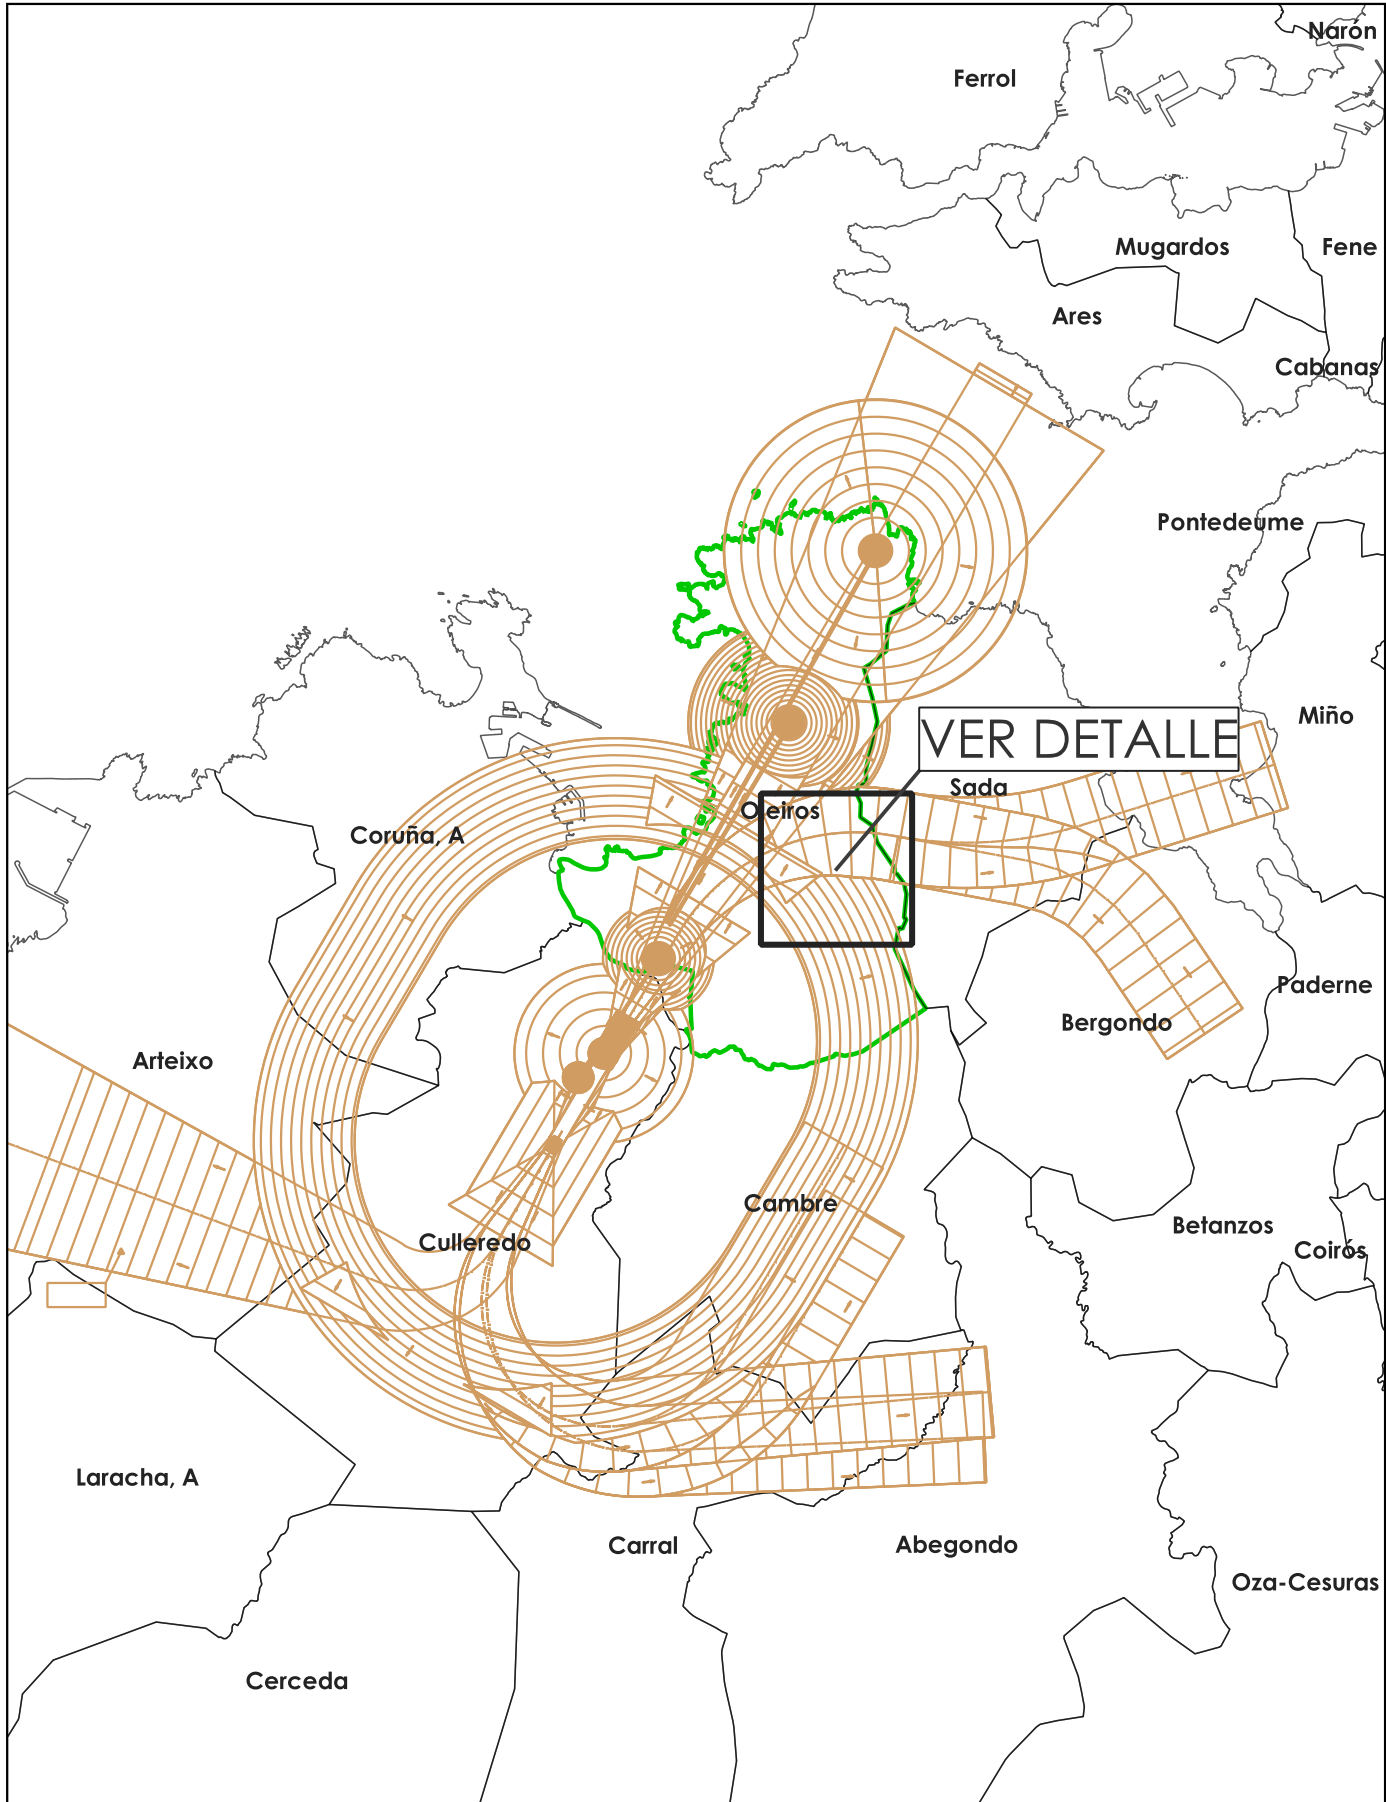 Narón
Ferrol
Mugardos
Fene
Ares
Cabanas
Pontedeume
Miño
VER DETALLE
Sada
Oleiros
Coruña, A
Paderne
Bergondo
Arteixo
Cambre
Betanzos
Culleredo
Coirós
Laracha, A
Carral
Abegondo
Oza-Cesuras
Cerceda